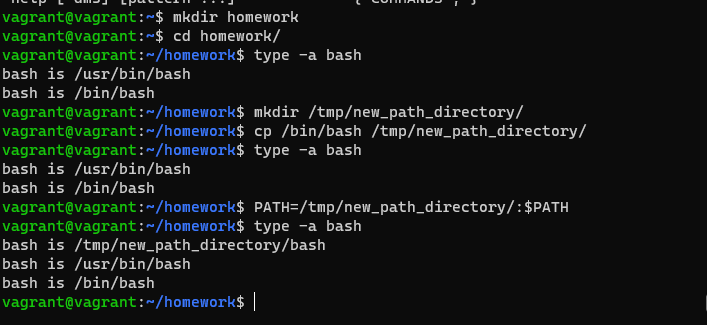 vagrant@vagrant:~$ mkdir homework
vagrant@vagrant:~$ cd homework/
vagrant@vagrant:~/homework$ type -a bash
bash is /usr/bin/bash
bash is /bin/bash
vagrant@vagrant:~/homework$ mkdir /tmp/new_path_directory/
vagrant@vagrant:~/homework$ cp /bin/bash /tmp/new_path_directory/
vagrant@vagrant:~/homework$ type -a bash
bash is /usr/bin/bash
bash is /bin/bash
vagrant@vagrant:~/homework$ PATH=/tmp/new_path_directory/:$PATH
vagrant@vagrant:~/homework$ type -a bash
bash is /tmp/new_path_directory/bash
bash is /usr/bin/bash
bash is /bin/bash
vagrant@vagrant:~/homework$